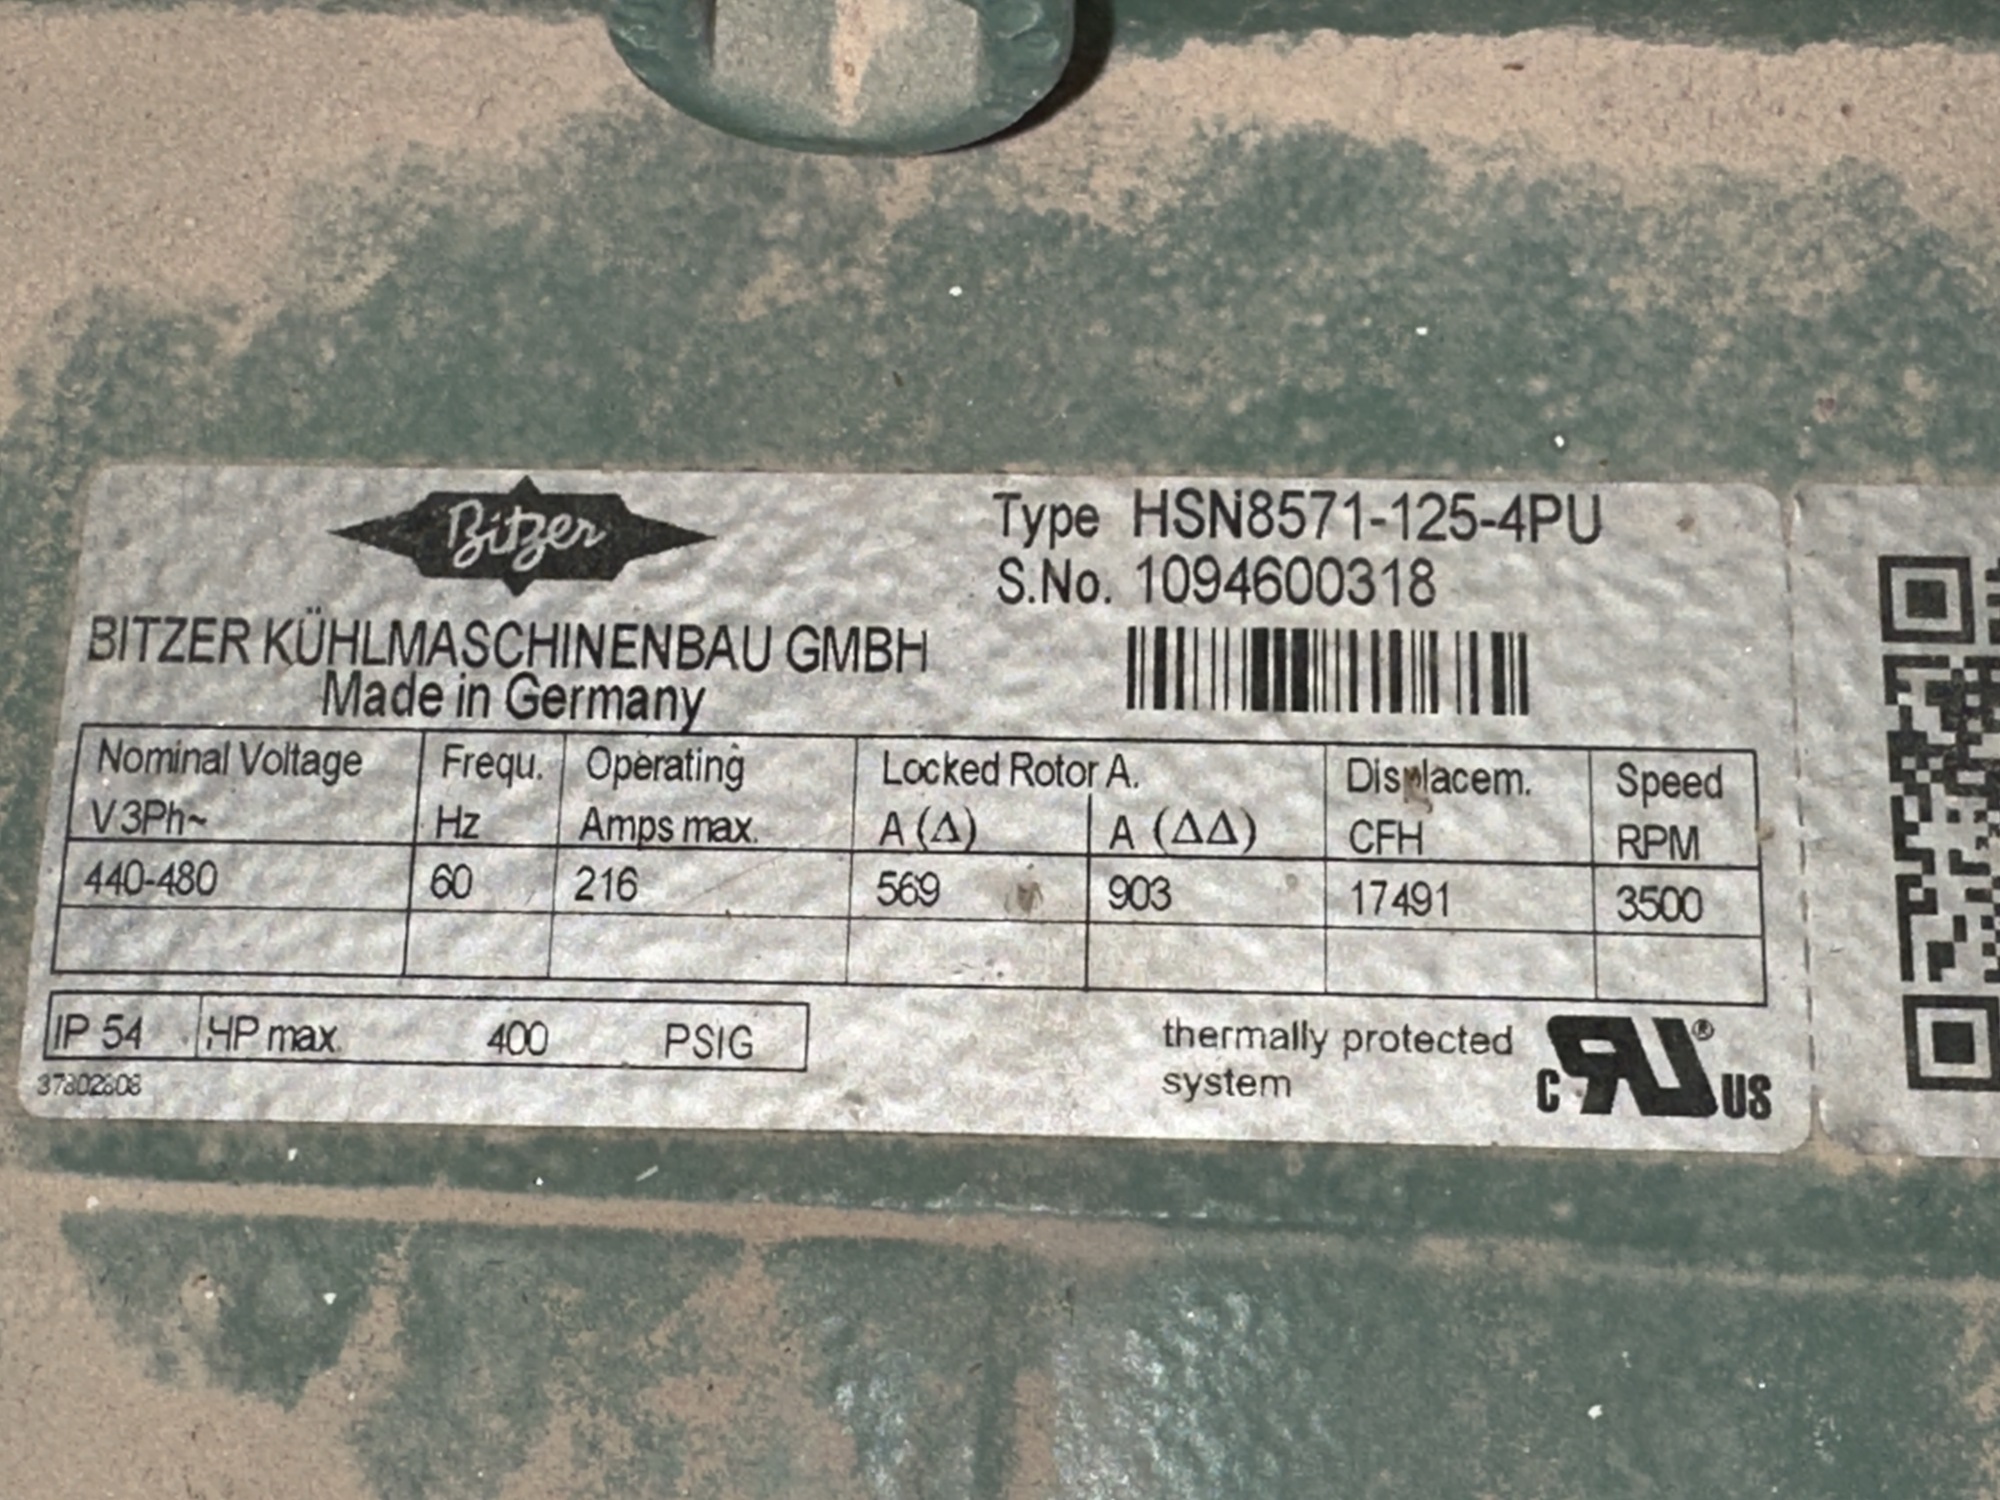 Bitzer
Type HSN8571-125-4PU
S.No. 1094600318
BITZER KÜHLMASCHINENBAU GMBH
Made in Germany
Nominal Voltage Frequ. Operating Locked Rotor A. Displacem. Speed
V 3Ph~ Hz Amps max. A (Δ) A (ΔΔ) CFH RPM
440-480 60 216 569 903 17491 3500
IP 54 HP max. 400 PSIG
thermally protected
system
c RU® US
37802808